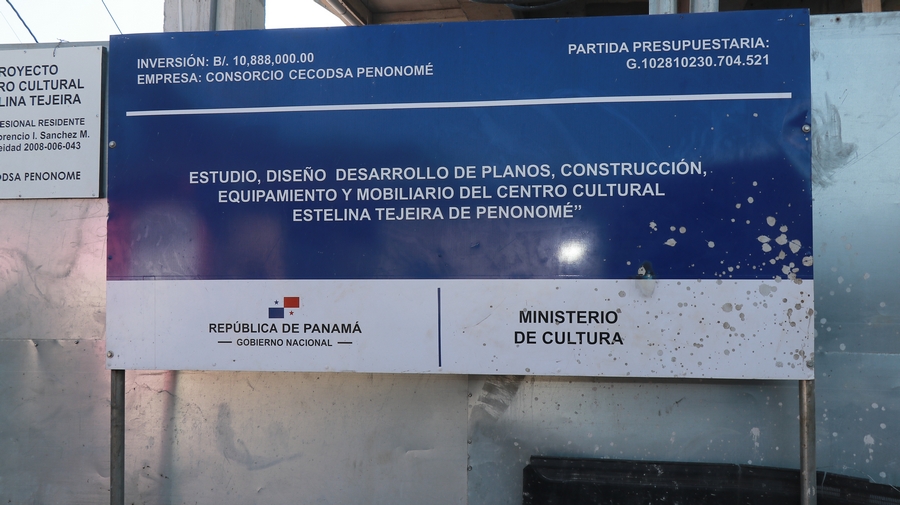 ROYECTO
RO CULTURAL
LINA TEJEIRA
ESIONAL RESIDENTE
orencio I. Sanchez M.
eidad 2008-006-043
CODSA PENONOME
INVERSIÓN: B/. 10,888,000.00
EMPRESA: CONSORCIO CECODSA PENONOMÉ
PARTIDA PRESUPUESTARIA:
G.102810230.704.521
ESTUDIO, DISEÑO DESARROLLO DE PLANOS, CONSTRUCCIÓN,
EQUIPAMIENTO Y MOBILIARIO DEL CENTRO CULTURAL
ESTELINA TEJEIRA DE PENONOMÉ”
REPÚBLICA DE PANAMÁ
— GOBIERNO NACIONAL —
MINISTERIO
DE CULTURA